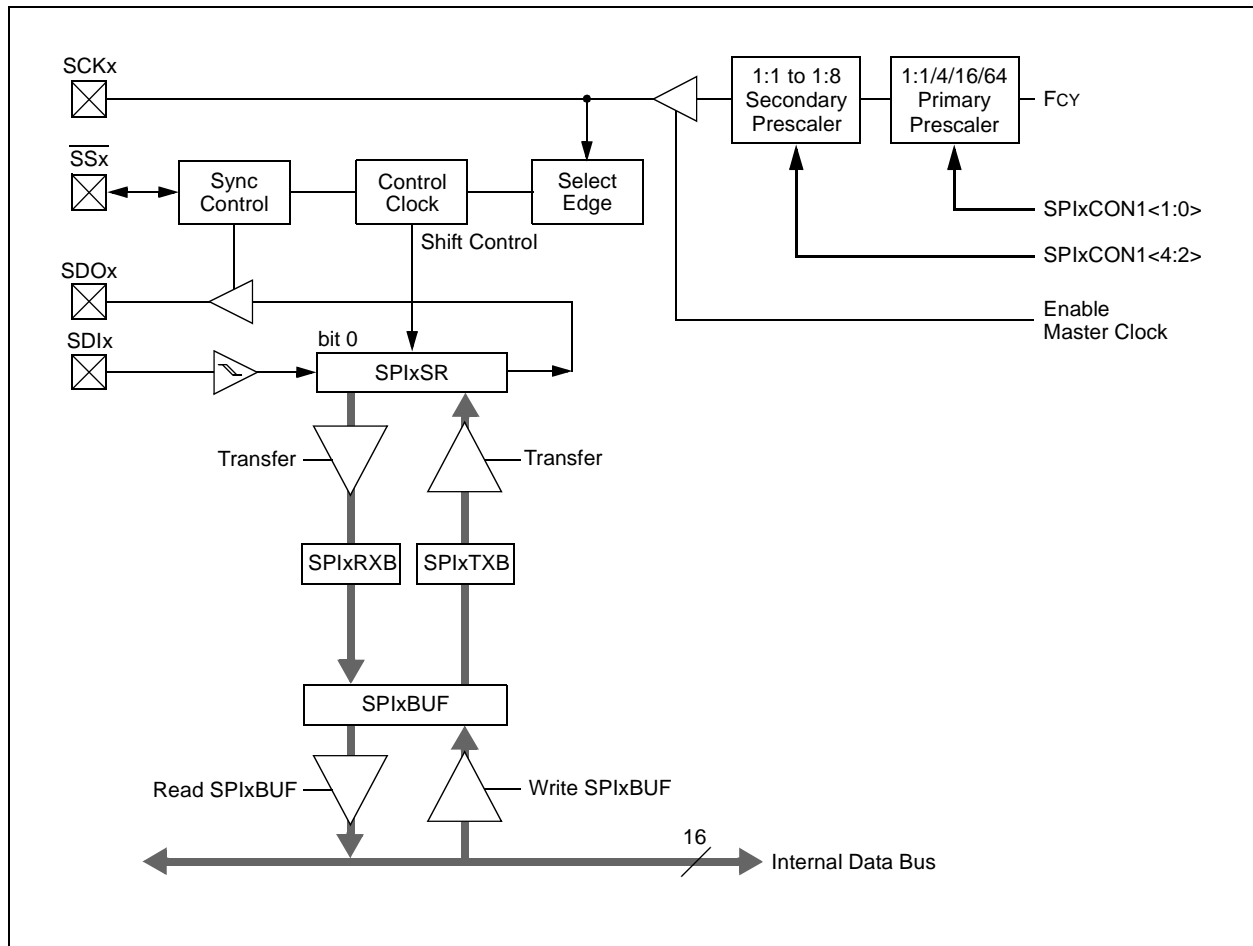 SCKx
1:1 to 1:8
Secondary
Prescaler
1:1/4/16/64
Primary
Prescaler
FCY
SSx
Sync
Control
Control
Clock
Select
Edge
SPIxCON1<1:0>
Shift Control
SPIxCON1<4:2>
SDOx
Enable
Master Clock
SDIx
bit 0
SPIxSR
Transfer
Transfer
SPIxRXB
SPIxTXB
SPIxBUF
Read SPIxBUF
Write SPIxBUF
16
Internal Data Bus